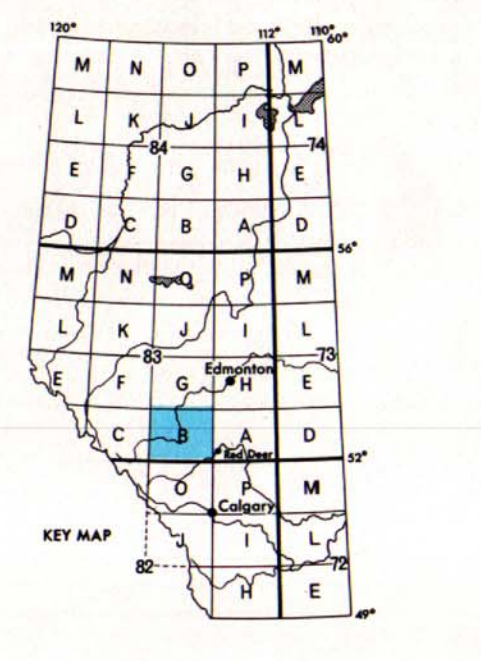 120° 112° 110°
60°
M N O P M
L K J I L
84 74
E F G H E
D C B A D
56°
M N O P M
L K J I L
83 73
E F G Edmonton H E
C B A D
Red Deer
52°
O P M
Calgary
KEY MAP J I L
82 72
H E
49°